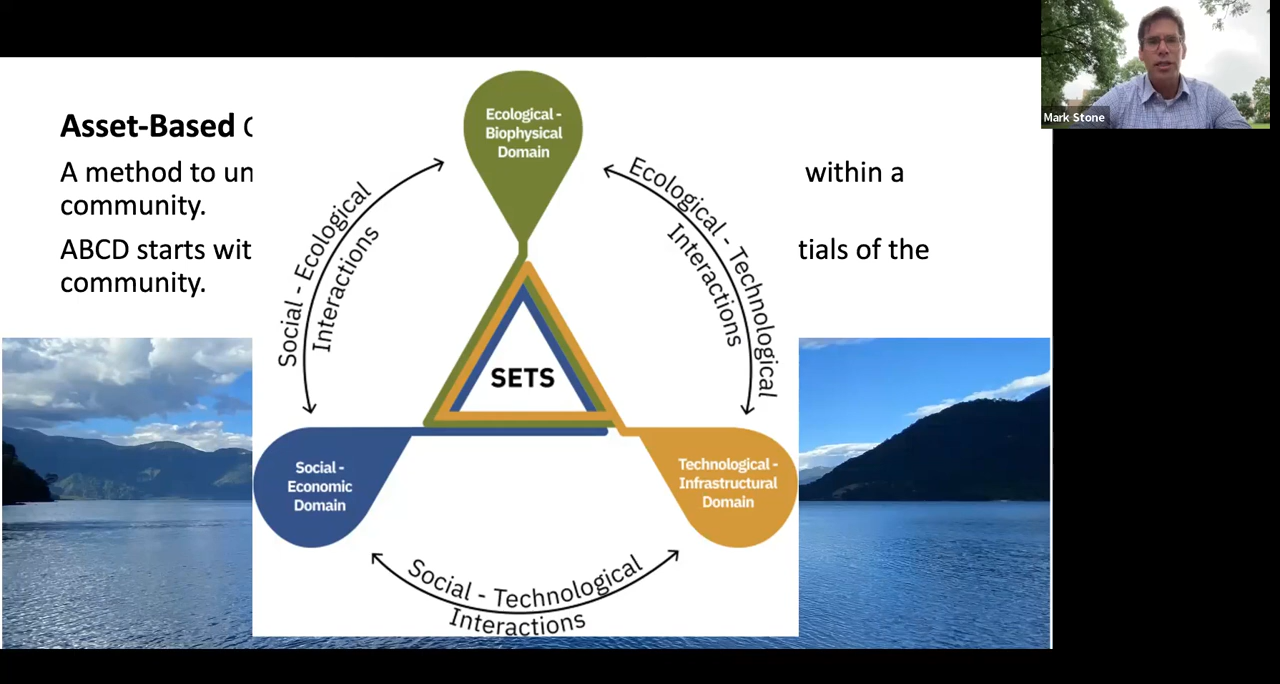 Asset-Based
A method to un within a
community.
ABCD starts wit tials of the
community.
Ecological -
Biophysical
Domain
Social - Ecological
Interactions
Ecological - Technological
Interactions
SETS
Social -
Economic
Domain
Technological -
Infrastructural
Domain
Social - Technological
Interactions
Mark Stone